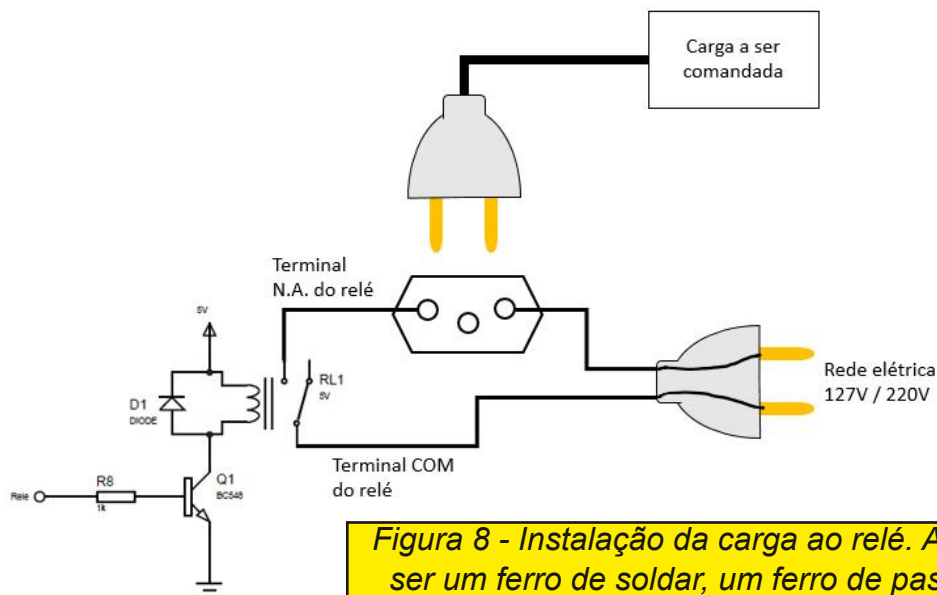 Carga a ser
comandada
Terminal
N.A. do relé
5V
RL1
5V
D1
DIODE
Rede elétrica
127V / 220V
Terminal COM
do relé
Q1
BC548
R8
1k
Rele
Figura 8 - Instalação da carga ao relé. A
ser um ferro de soldar, um ferro de pas